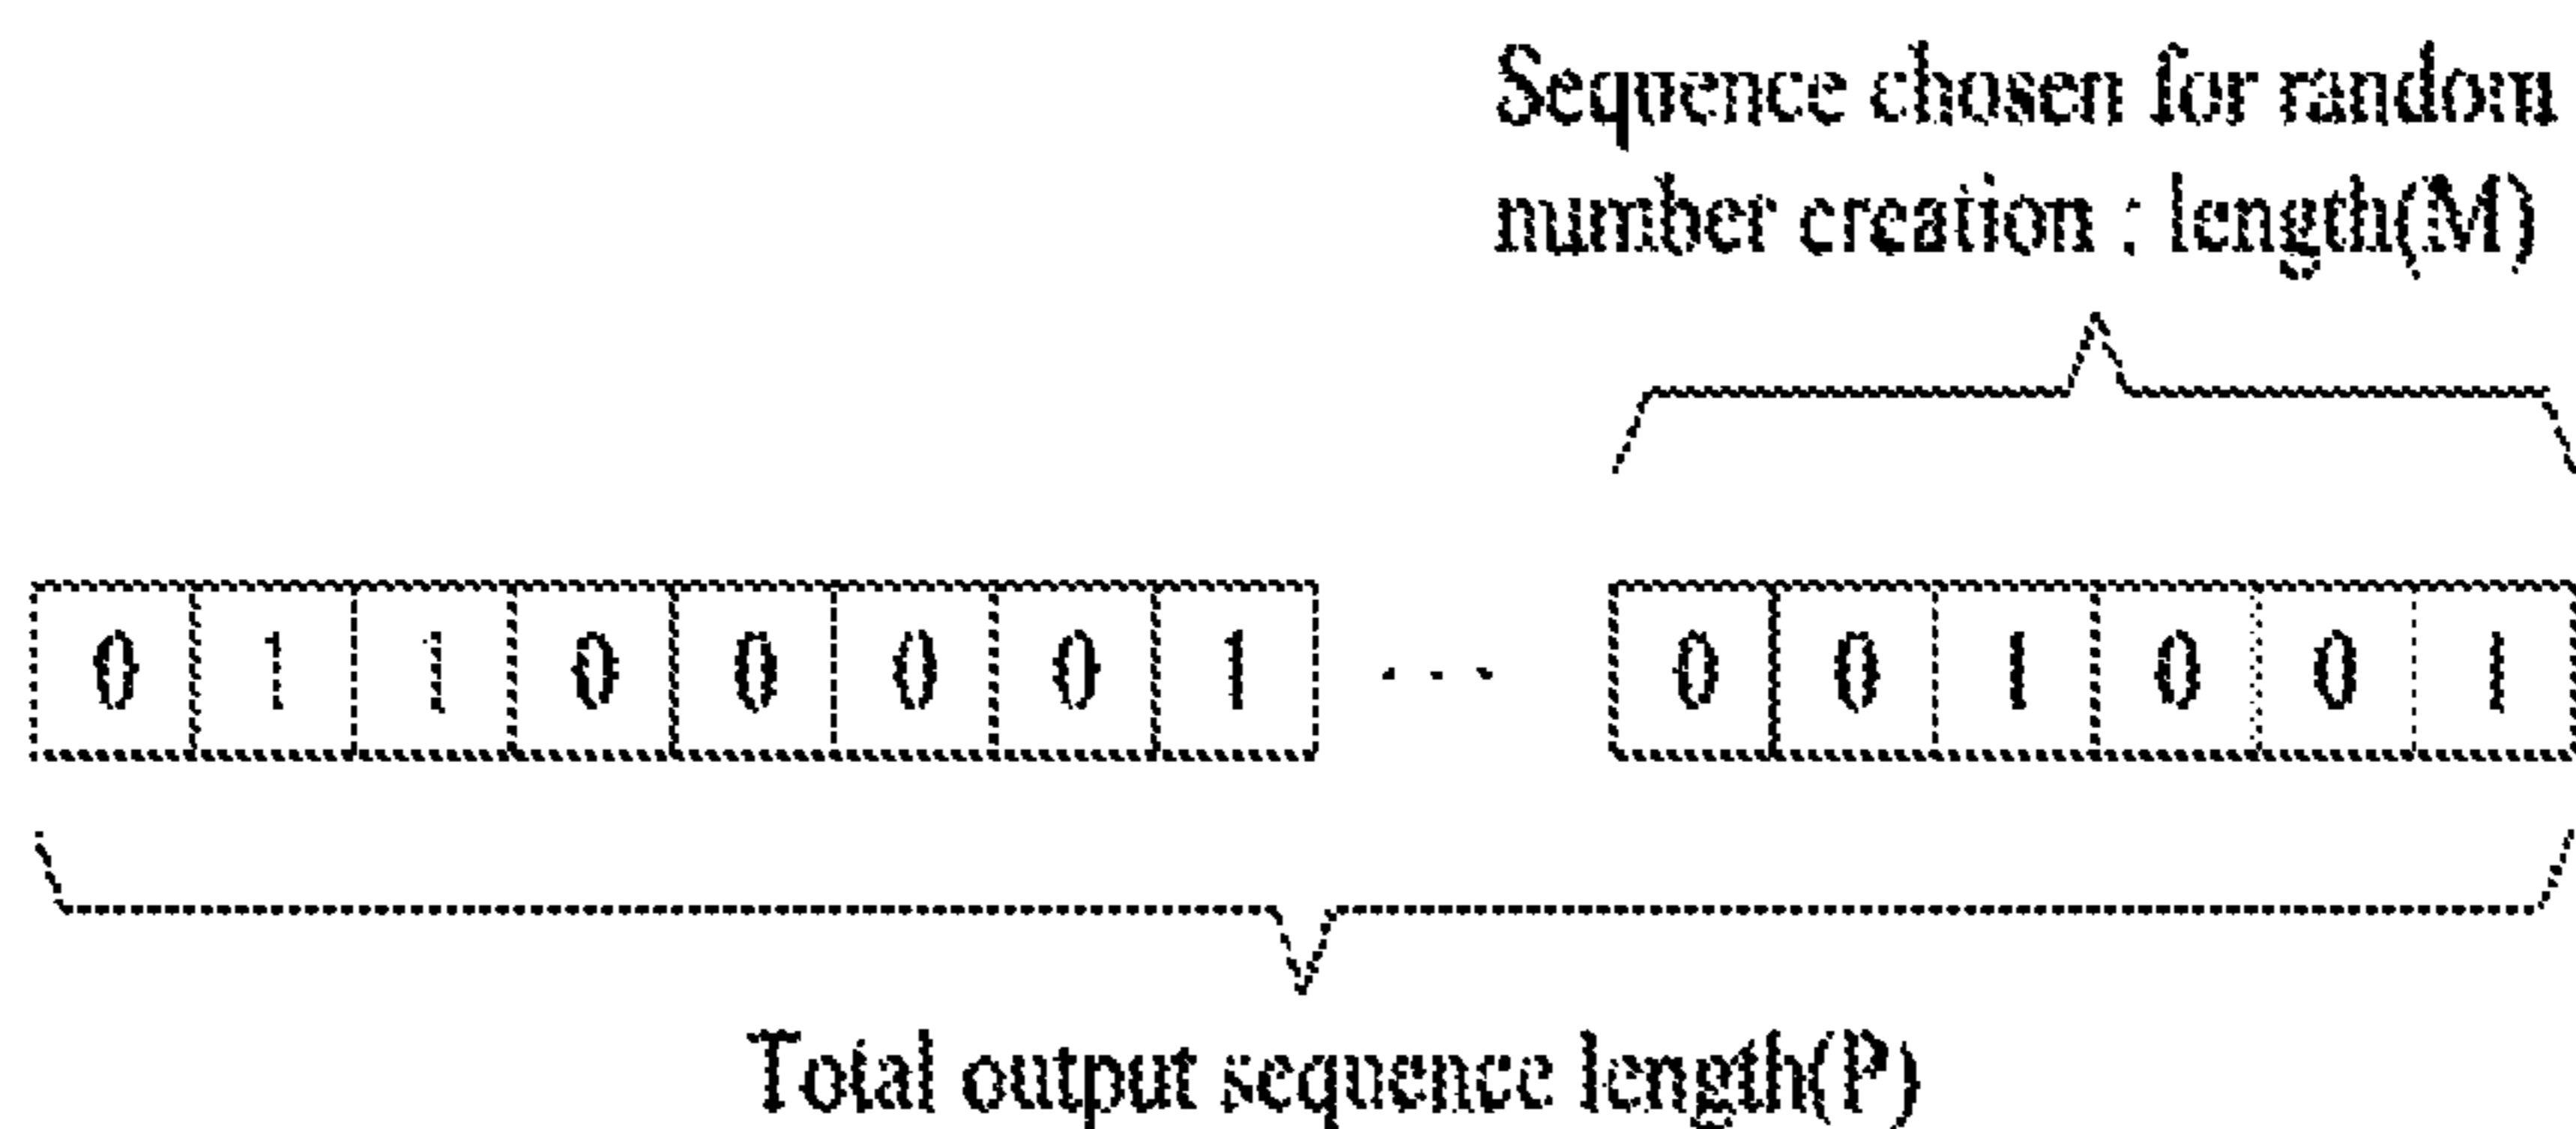 Sequence chosen for random
number creation : length(M)
0 1 1 0 0 0 0 1 ... 0 0 1 0 0 1
Total output sequence length(P)